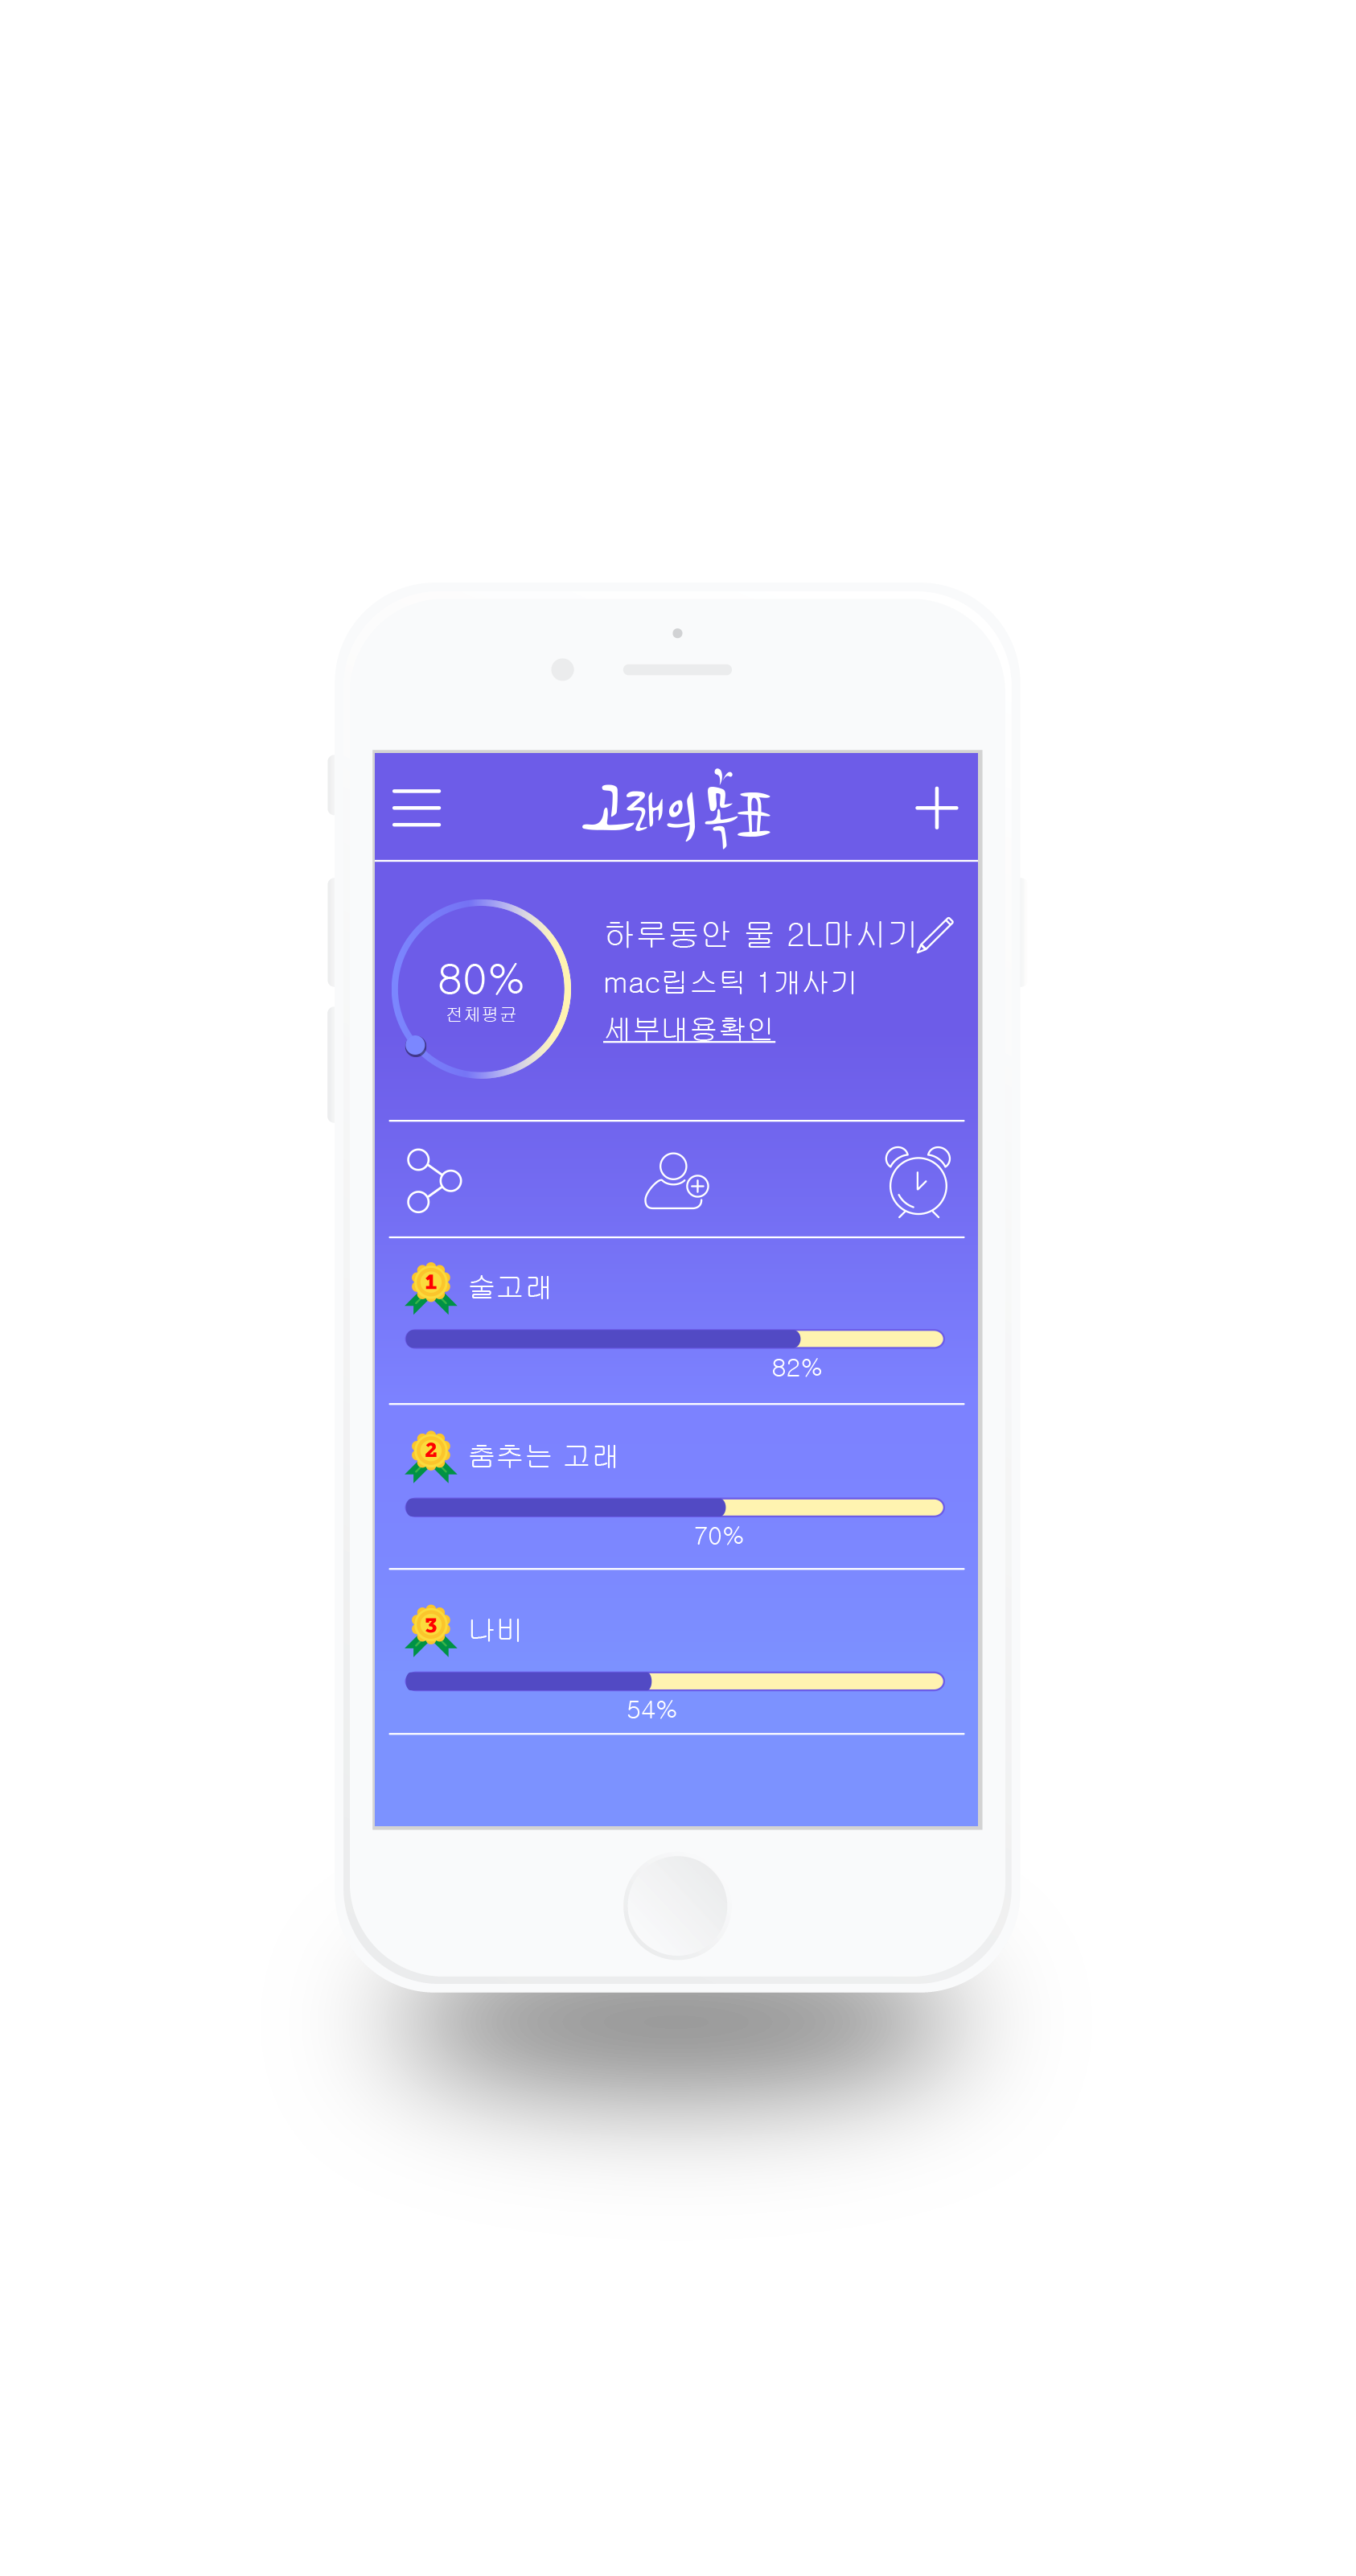 고래의 목표
80%
전체평균
하루동안 물 2L마시기
mac립스틱 1개사기
세부내용확인
1 술고래
82%
2 춤추는 고래
70%
3 나비
54%